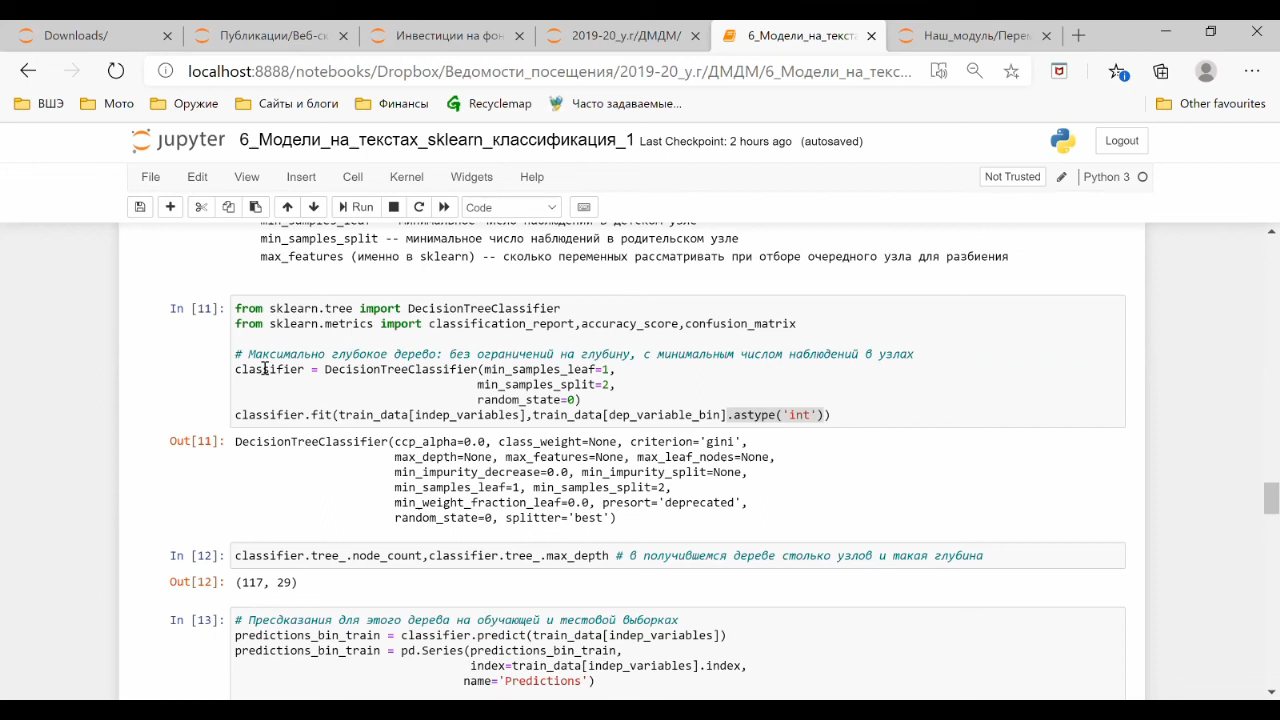 Downloads/
Публикации/Веб-ск
Инвестиции на фон
2019-20_у.г/ДМДМ/
6_Модели_на_текста
Наш_модуль/Перем
localhost:8888/notebooks/Dropbox/Ведомости_посещения/2019-20_у.г/ДМДМ/6_Модели_на_текс...
ВШЭ
Мото
Оружие
Сайты и блоги
Финансы
Recyclemap
Часто задаваемые...
Other favourites
jupyter 6_Модели_на_текстах_sklearn_классификация_1 Last Checkpoint: 2 hours ago (autosaved)
Logout
File Edit View Insert Cell Kernel Widgets Help
Not Trusted
Python 3
Run
Code
min_samples_leaf -- минимальное число наблюдений в детском узле
min_samples_split -- минимальное число наблюдений в родительском узле
max_features (именно в sklearn) -- сколько переменных рассматривать при отборе очередного узла для разбиения
In [11]: from sklearn.tree import DecisionTreeClassifier
from sklearn.metrics import classification_report,accuracy_score,confusion_matrix
# Максимально глубокое дерево: без ограничений на глубину, с минимальным числом наблюдений в узлах
classifier = DecisionTreeClassifier(min_samples_leaf=1,
min_samples_split=2,
random_state=0)
classifier.fit(train_data[indep_variables],train_data[dep_variable_bin].astype('int'))
Out[11]: DecisionTreeClassifier(ccp_alpha=0.0, class_weight=None, criterion='gini',
max_depth=None, max_features=None, max_leaf_nodes=None,
min_impurity_decrease=0.0, min_impurity_split=None,
min_samples_leaf=1, min_samples_split=2,
min_weight_fraction_leaf=0.0, presort='deprecated',
random_state=0, splitter='best')
In [12]: classifier.tree_.node_count,classifier.tree_.max_depth # в получившемся дереве столько узлов и такая глубина
Out[12]: (117, 29)
In [13]: # Пресдказания для этого дерева на обучающей и тестовой выборках
predictions_bin_train = classifier.predict(train_data[indep_variables])
predictions_bin_train = pd.Series(predictions_bin_train,
index=train_data[indep_variables].index,
name='Predictions')